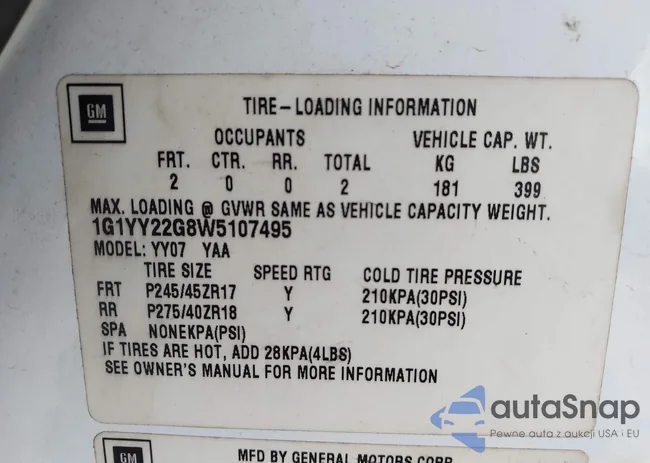 GM
TIRE-LOADING INFORMATION
OCCUPANTS VEHICLE CAP. WT.
FRT. CTR. RR. TOTAL KG LBS
2 0 0 2 181 399
MAX. LOADING @ GVWR SAME AS VEHICLE CAPACITY WEIGHT.
1G1YY22G8W5107495
MODEL: YY07 YAA
TIRE SIZE SPEED RTG COLD TIRE PRESSURE
FRT P245/45ZR17 Y 210KPA(30PSI)
RR P275/40ZR18 Y 210KPA(30PSI)
SPA NONEKPA(PSI)
IF TIRES ARE HOT, ADD 28KPA(4LBS)
SEE OWNER'S MANUAL FOR MORE INFORMATION
autaSnap
Pewne auta z aukcji USA i EU
GM
MFD BY GENERAL MOTORS CORP